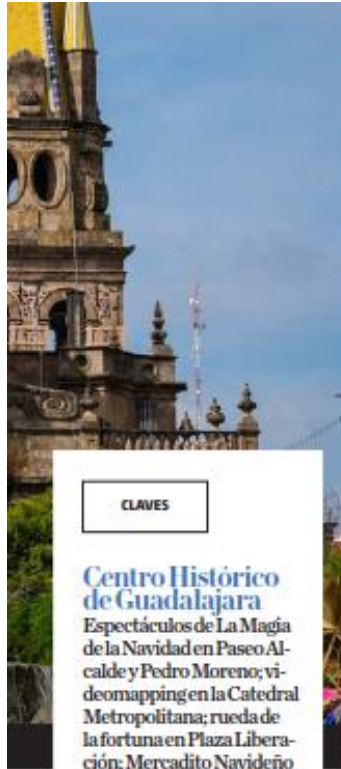 CLAVES
Centro Histórico
de Guadalajara
Espectáculos de La Magia
de la Navidad en Paseo Al-
calde y Pedro Moreno; vi-
deomapping en la Catedral
Metropolitana; rueda de
la fortuna en Plaza Libera-
ción; Mercadito Navideño